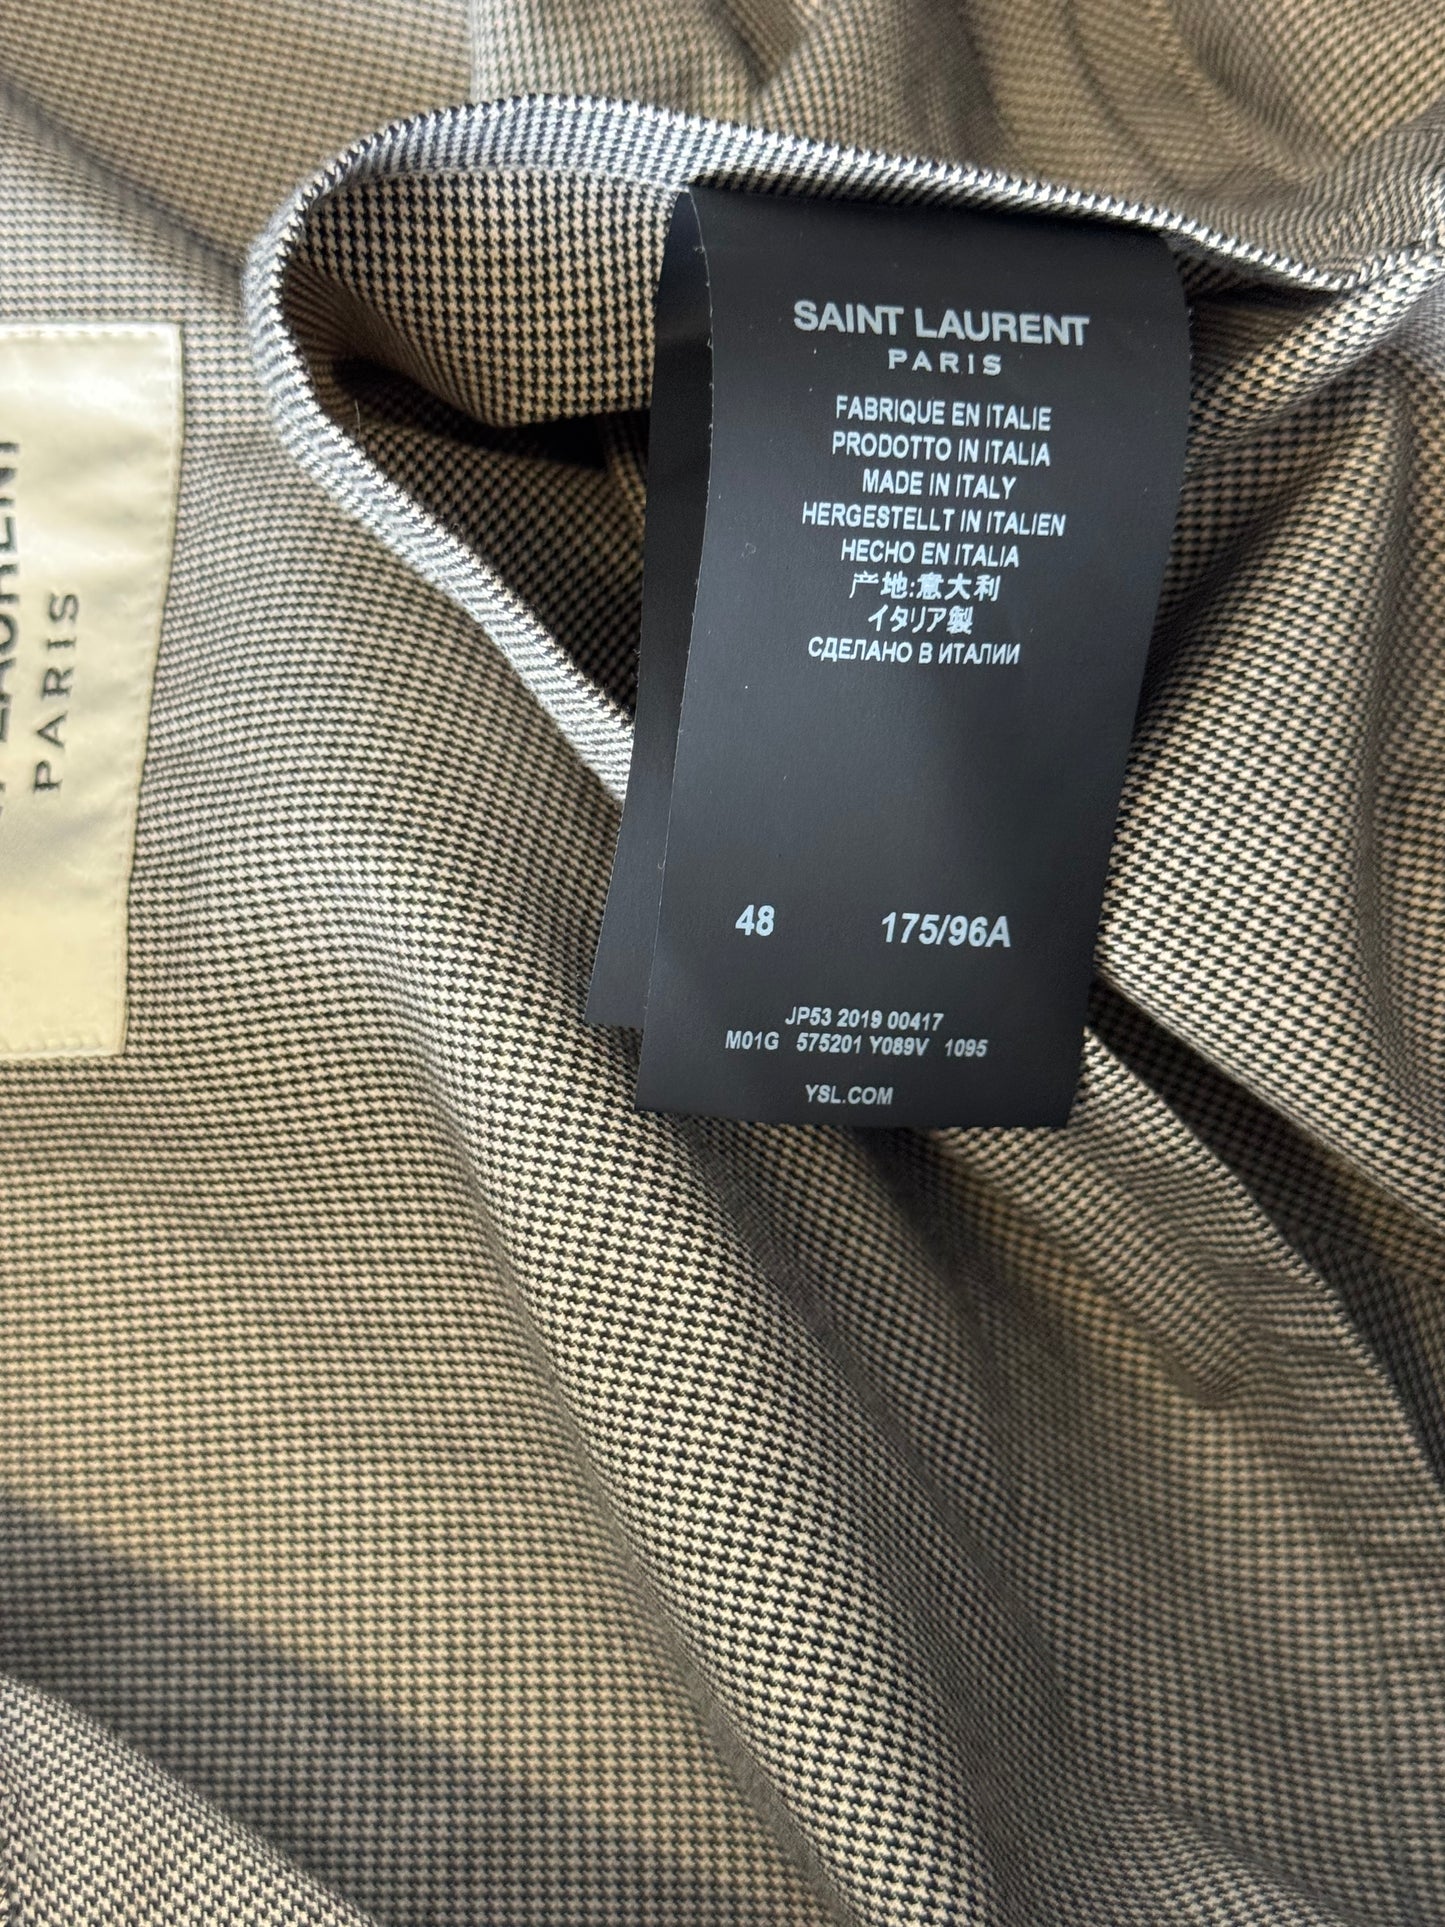 SAINT LAURENT
PARIS
FABRIQUE EN ITALIE
PRODOTTO IN ITALIA
MADE IN ITALY
HERGESTELLT IN ITALIEN
HECHO EN ITALIA
产地:意大利
イタリア製
СДЕЛАНО В ИТАЛИИ
48 175/96A
JP53 2019 00417
M01G 575201 Y089V 1095
YSL.COM
LAURENT
PARIS